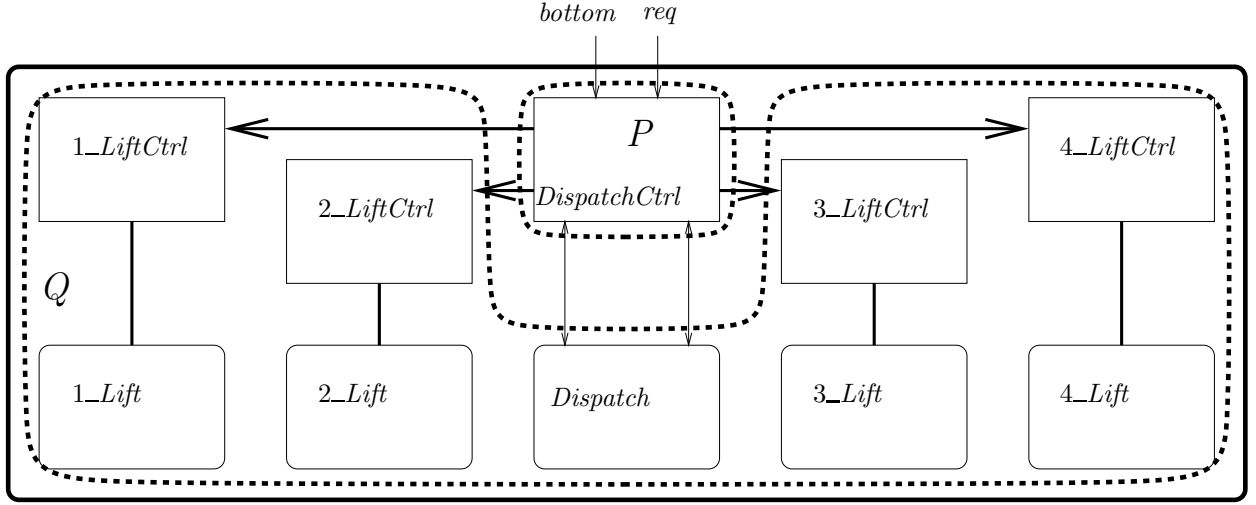 bottom req
P
1_LiftCtrl 4_LiftCtrl
DispatchCtrl
2_LiftCtrl 3_LiftCtrl
Q
1_Lift 2_Lift Dispatch 3_Lift 4_Lift